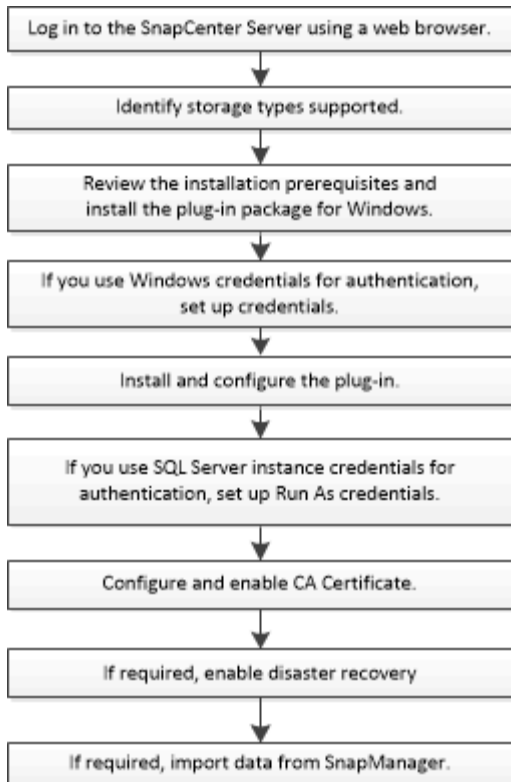 Log in to the SnapCenter Server using a web browser.
Identify storage types supported.
Review the installation prerequisites and
install the plug-in package for Windows.
If you use Windows credentials for authentication,
set up credentials.
Install and configure the plug-in.
If you use SQL Server instance credentials for
authentication, set up Run As credentials.
Configure and enable CA Certificate.
If required, enable disaster recovery
If required, import data from SnapManager.